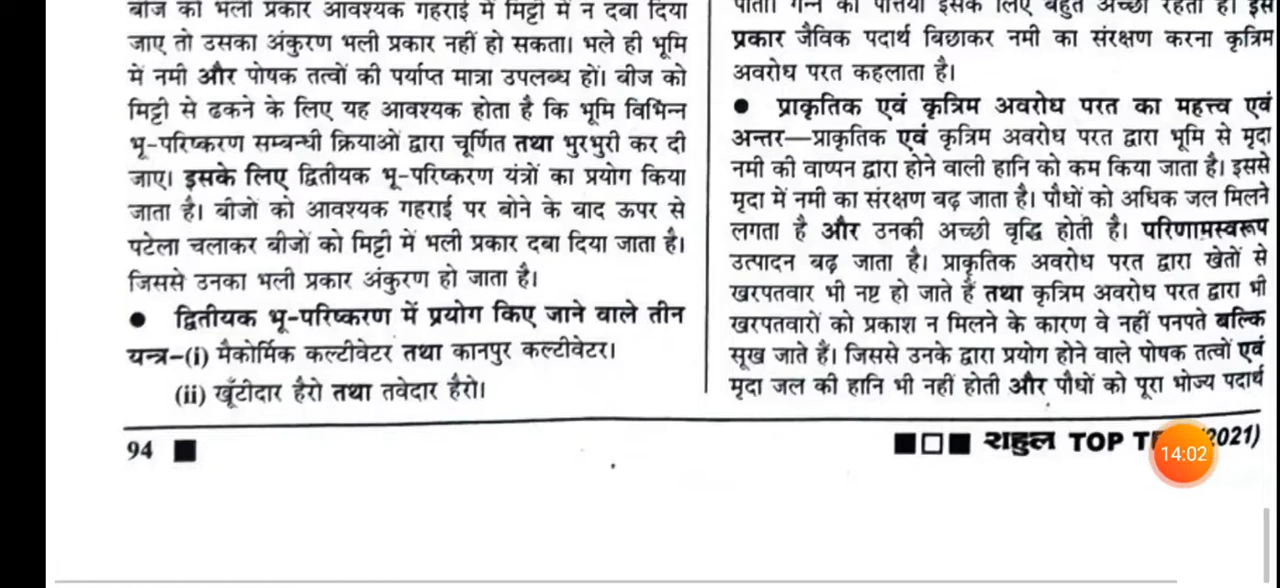 बीज को भली प्रकार आवश्यक गहराई में मिट्टी में न दबा दिया
जाए तो उसका अंकुरण भली प्रकार नहीं हो सकता। भले ही भूमि
में नमी और पोषक तत्वों की पर्याप्त मात्रा उपलब्ध हों। बीज को
मिट्टी से ढकने के लिए यह आवश्यक होता है कि भूमि विभिन्न
भू-परिष्करण सम्बन्धी क्रियाओं द्वारा चूर्णित तथा भुरभुरी कर दी
जाए। इसके लिए द्वितीयक भू-परिष्करण यंत्रों का प्रयोग किया
जाता है। बीजों को आवश्यक गहराई पर बोने के बाद ऊपर से
पटेला चलाकर बीजों को मिट्टी में भली प्रकार दबा दिया जाता है।
जिससे उनका भली प्रकार अंकुरण हो जाता है।
● द्वितीयक भू-परिष्करण में प्रयोग किए जाने वाले तीन
यन्त्र–(i) मैकोर्मिक कल्टीवेटर तथा कानपुर कल्टीवेटर।
(ii) खूँटीदार हैरो तथा तवेदार हैरो।
पाता। गन्ने की पत्तियाँ इसके लिए बहुत अच्छी रहती हैं। इस
प्रकार जैविक पदार्थ बिछाकर नमी का संरक्षण करना कृत्रिम
अवरोध परत कहलाता है।
● प्राकृतिक एवं कृत्रिम अवरोध परत का महत्त्व एवं
अन्तर—प्राकृतिक एवं कृत्रिम अवरोध परत द्वारा भूमि से मृदा
नमी की वाष्पन द्वारा होने वाली हानि को कम किया जाता है। इससे
मृदा में नमी का संरक्षण बढ़ जाता है। पौधों को अधिक जल मिलने
लगता है और उनकी अच्छी वृद्धि होती है। परिणामस्वरूप
उत्पादन बढ़ जाता है। प्राकृतिक अवरोध परत द्वारा खेतों से
खरपतवार भी नष्ट हो जाते हैं तथा कृत्रिम अवरोध परत द्वारा भी
खरपतवारों को प्रकाश न मिलने के कारण वे नहीं पनपते बल्कि
सूख जाते हैं। जिससे उनके द्वारा प्रयोग होने वाले पोषक तत्वों एवं
मृदा जल की हानि भी नहीं होती और पौधों को पूरा भोज्य पदार्थ
94 ■
■□■ राहुल TOP 2021)
14:02